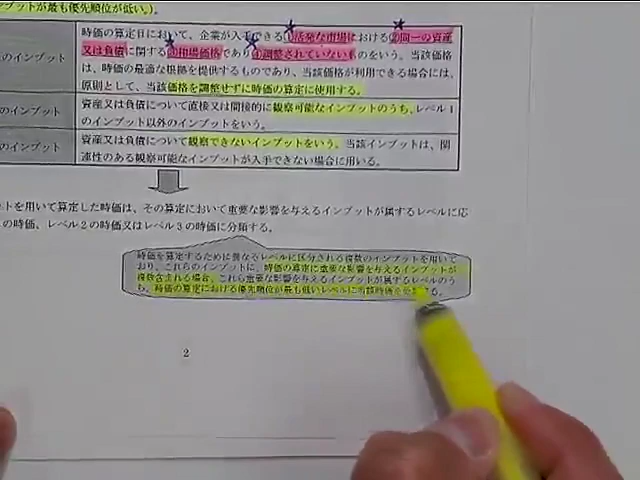 ンプットが最も優先順位が低い。)。
時価の算定日において、企業が入手できる①活発な市場における②同一の資産
又は負債に関する③相場価格であり④調整されていないものをいう。当該価格
のインプット
は、時価の最適な根拠を提供するものであり、当該価格が利用できる場合には、
原則として、当該価格を調整せずに時価の算定に使用する。
資産又は負債について直接又は間接的に観察可能なインプットのうち、レベル1
のインプット
のインプット以外のインプットをいう。
資産又は負債について観察できないインプットをいう。当該インプットは、関
のインプット
連性のある観察可能なインプットが入手できない場合に用いる。
ットを用いて算定した時価は、その算定において重要な影響を与えるインプットが属するレベルに応
の時価、レベル2の時価又はレベル3の時価に分類する。
時価を算定するために異なるレベルに区分される複数のインプットを用いて
おり、これらのインプットに、時価の算定に重要な影響を与えるインプットが
複数含まれる場合、これら重要な影響を与えるインプットが属するレベルのう
ち、時価の算定における優先順位が最も低いレベルに当該時価を分類する。
2